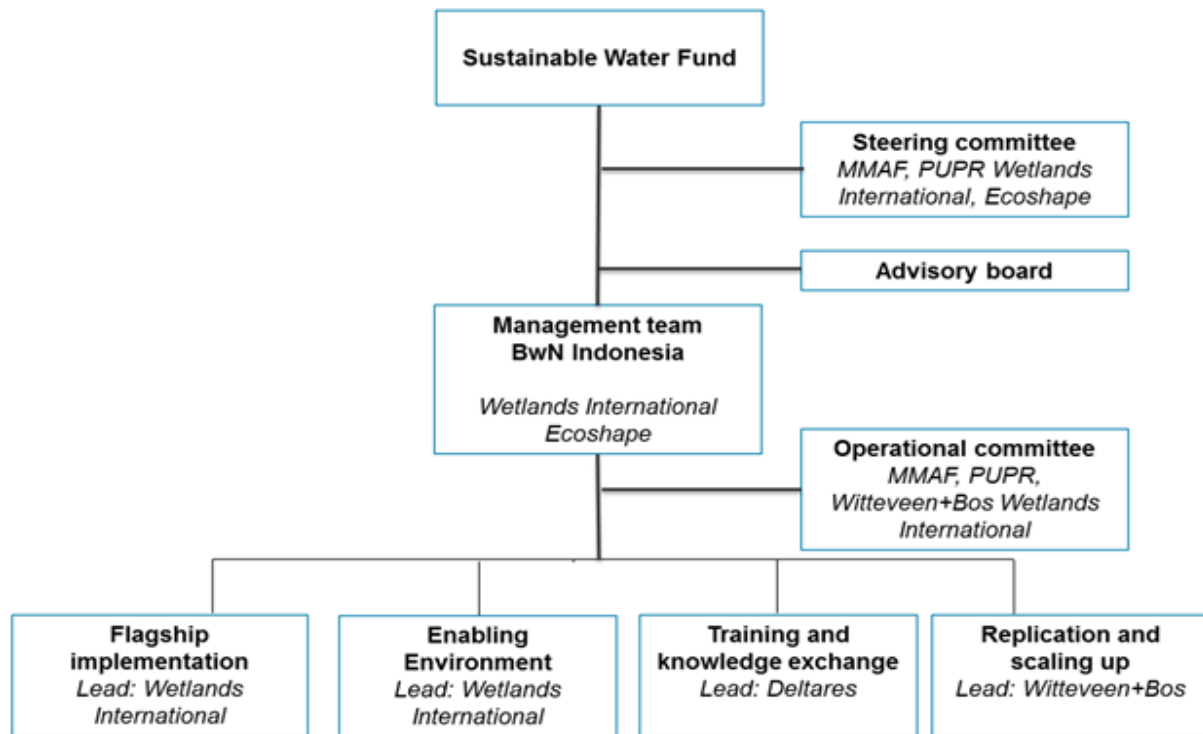 Sustainable Water Fund
Steering committee
MMAF, PUPR Wetlands
International, Ecoshape
Advisory board
Management team
BwN Indonesia
Wetlands International
Ecoshape
Operational committee
MMAF, PUPR,
Witteveen+Bos Wetlands
International
Flagship
implementation
Lead: Wetlands
International
Enabling
Environment
Lead: Wetlands
International
Training and
knowledge exchange
Lead: Deltares
Replication and
scaling up
Lead: Witteveen+Bos